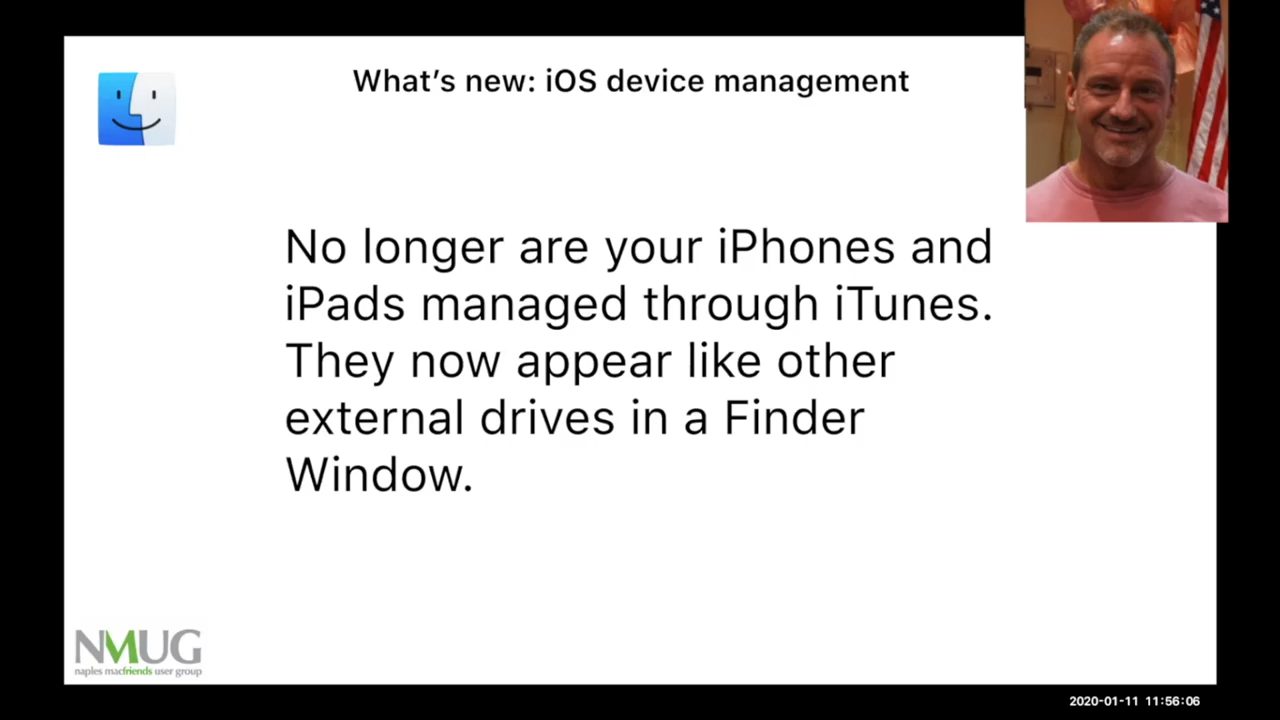 What's new: iOS device management
No longer are your iPhones and
iPads managed through iTunes.
They now appear like other
external drives in a Finder
Window.
NMUG
naples macfriends user group
2020-01-11 11:56:06